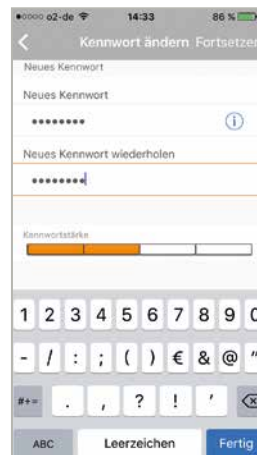 ●○○○○ o2-de 14:33 86 %
Kennwort ändern Fortsetzen
Neues Kennwort
Neues Kennwort
●●●●●●●●
Neues Kennwort wiederholen
●●●●●●●●
Kennwortstärke
1 2 3 4 5 6 7 8 9 0
- / : ; ( ) € & @ "
#+= . , ? ! '
ABC Leerzeichen Fertig